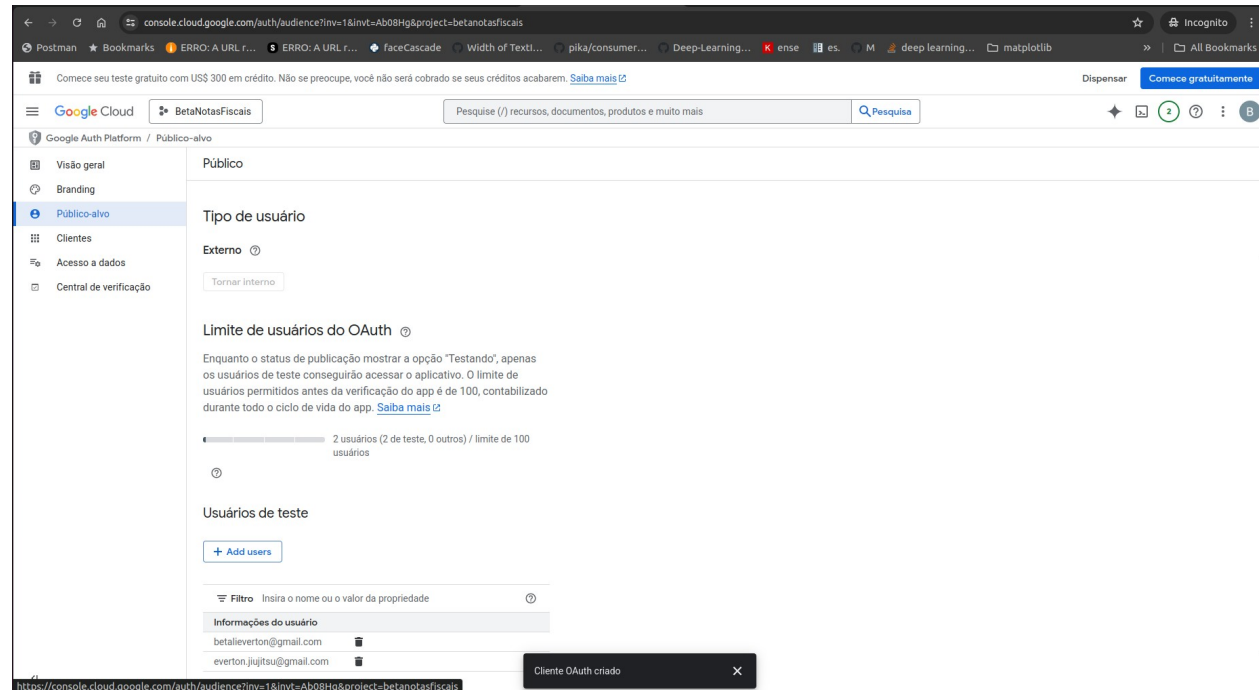 console.cloud.google.com/auth/audience?inv=1&invt=Ab08Hg&project=betanotasfiscais
Incognito
Postman
Bookmarks
ERRO: A URL r...
ERRO: A URL r...
faceCascade
Width of TextI...
pika/consumer...
Deep-Learning...
K ense
es.
M
deep learning...
matplotlib
»
All Bookmarks
Comece seu teste gratuito com US$ 300 em crédito. Não se preocupe, você não será cobrado se seus créditos acabarem. Saiba mais
Dispensar
Comece gratuitamente
Google Cloud
BetaNotasFiscais
Pesquise (/) recursos, documentos, produtos e muito mais
Pesquisa
2
B
Google Auth Platform / Público-alvo
Visão geral
Branding
Público-alvo
Clientes
Acesso a dados
Central de verificação
Público
Tipo de usuário
Externo
Tornar interno
Limite de usuários do OAuth
Enquanto o status de publicação mostrar a opção "Testando", apenas
os usuários de teste conseguirão acessar o aplicativo. O limite de
usuários permitidos antes da verificação do app é de 100, contabilizado
durante todo o ciclo de vida do app. Saiba mais
2 usuários (2 de teste, 0 outros) / limite de 100
usuários
Usuários de teste
+ Add users
Filtro Insira o nome ou o valor da propriedade
Informações do usuário
betalieverton@gmail.com
everton.jiujitsu@gmail.com
Cliente OAuth criado
https://console.cloud.google.com/auth/audience?inv=1&invt=Ab08Hg&project=betanotasfiscais